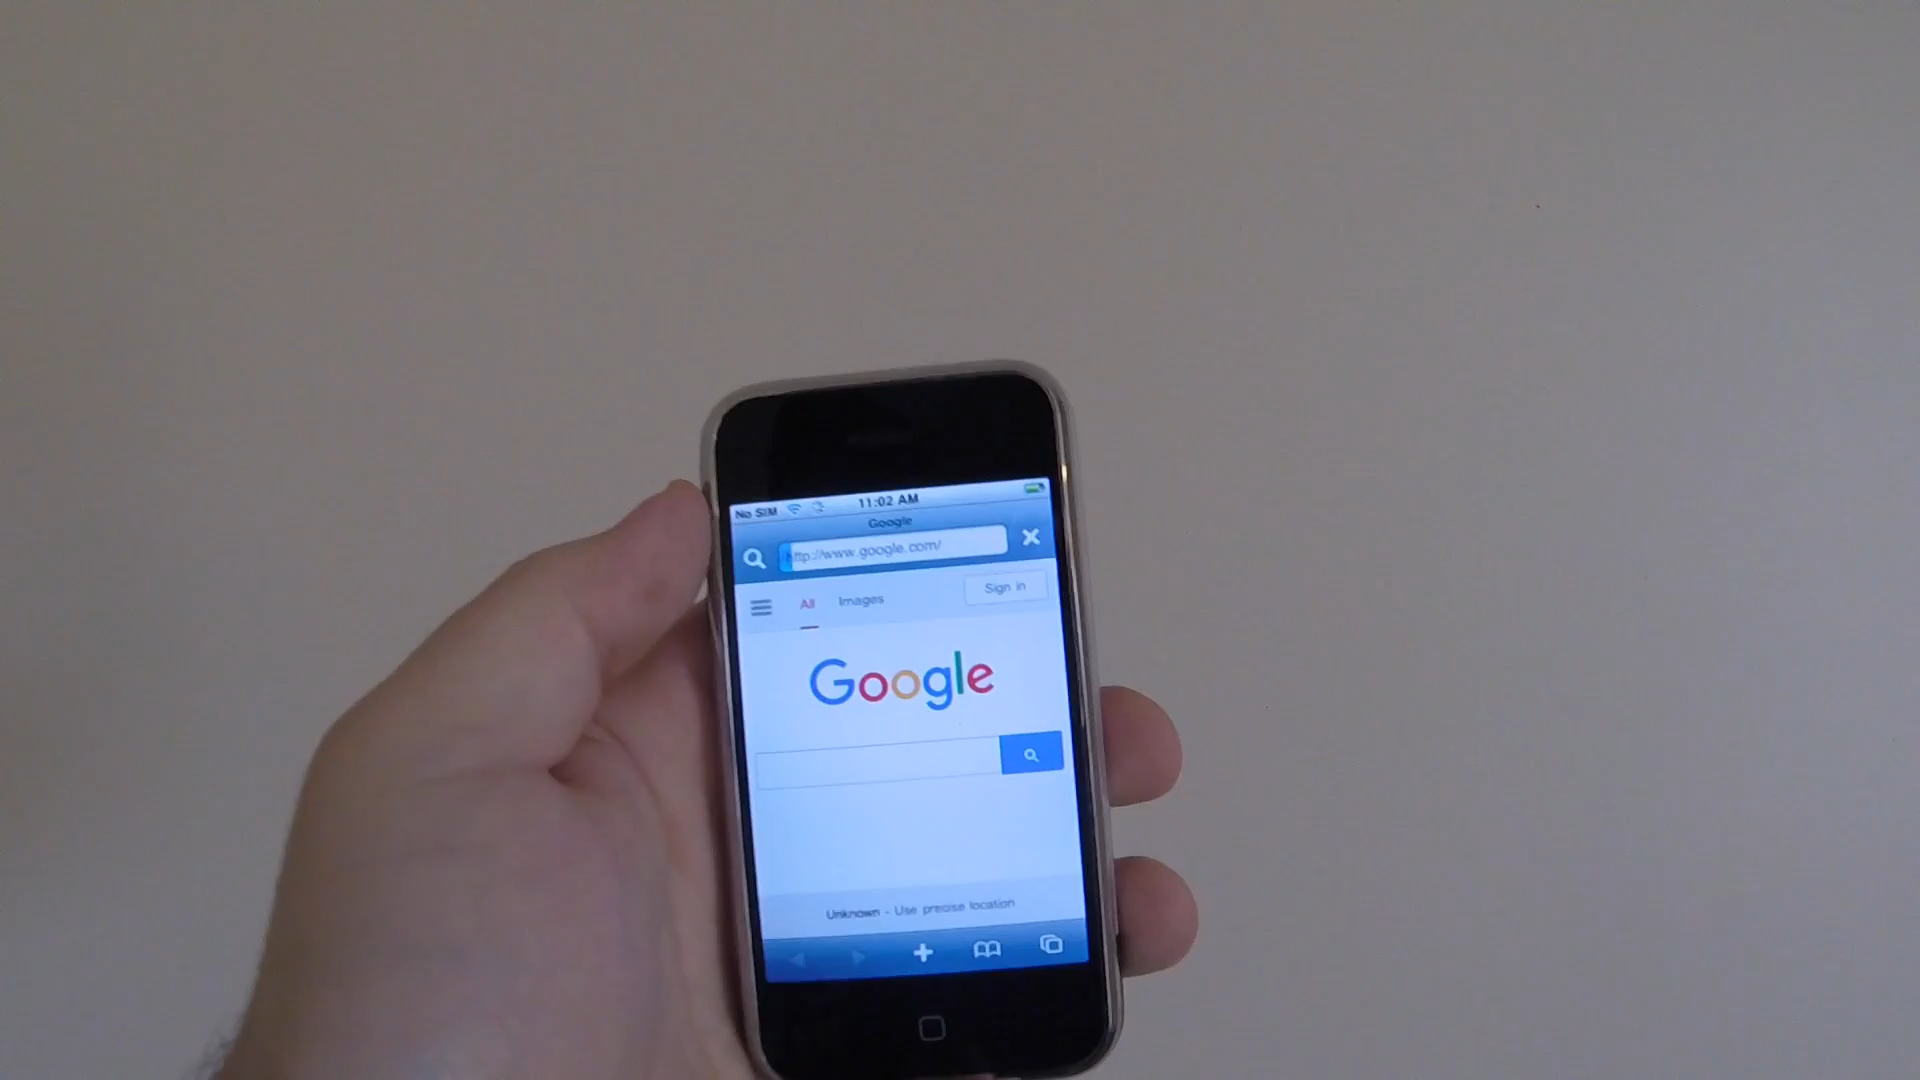 No SIM 11:02 AM
Google
http://www.google.com/
All Images Sign in
Google
Unknown - Use precise location